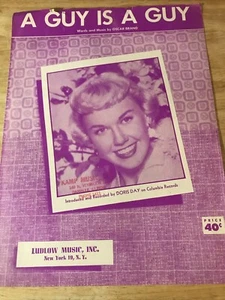 A GUY IS A GUY
Words and Music by OSCAR BRAND
Introduced and Recorded by DORIS DAY on Columbia Records
PRICE
40¢
LUDLOW MUSIC, INC.
New York 19, N. Y.